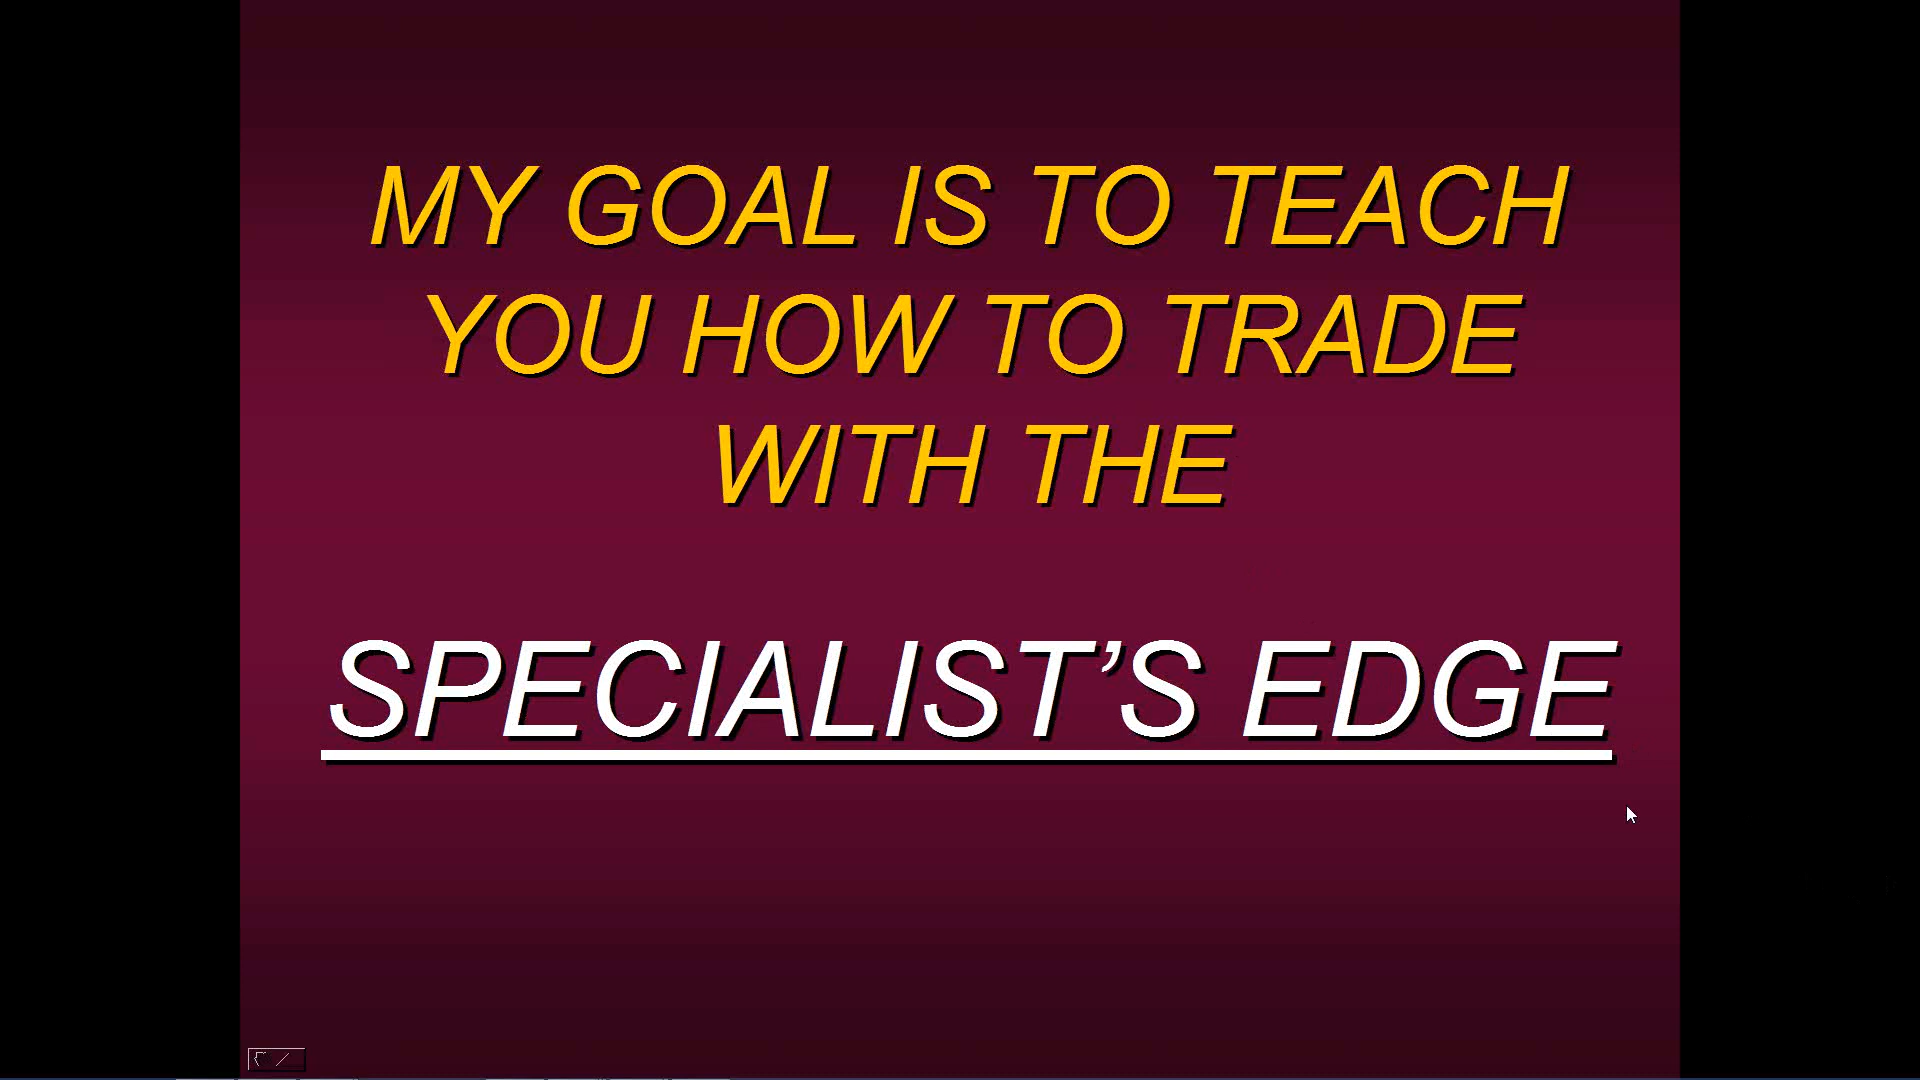 MY GOAL IS TO TEACH
YOU HOW TO TRADE
WITH THE
SPECIALIST’S EDGE